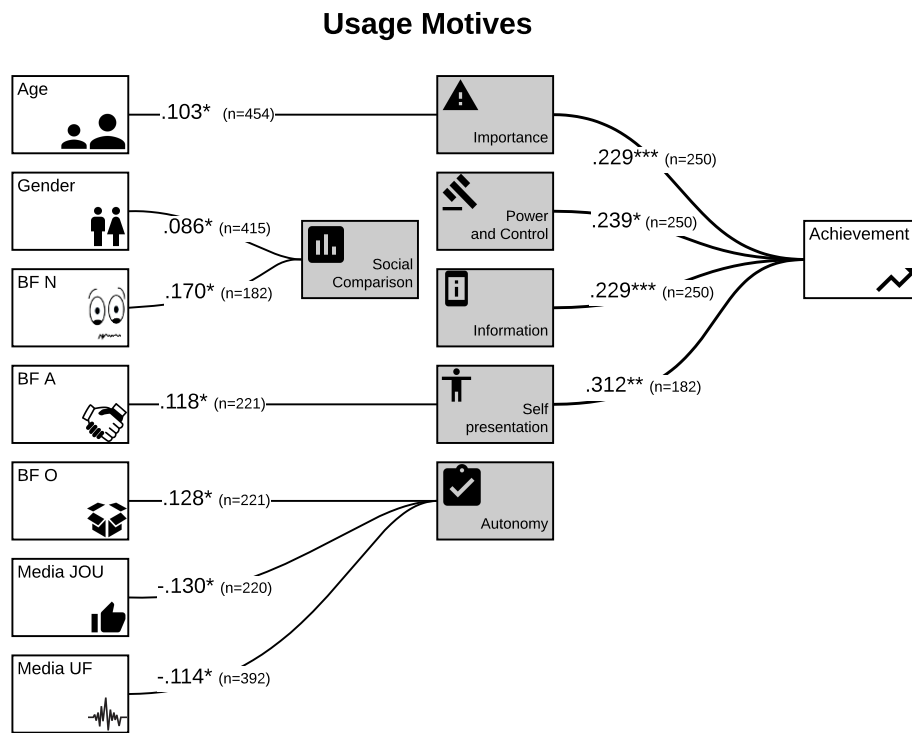 Usage Motives
Age
.103* (n=454)
Importance
.229*** (n=250)
Gender
.086* (n=415)
Power
and Control
.239* (n=250)
Social
Comparison
Achievement
BF N
.170* (n=182)
Information
.229*** (n=250)
BF A
.118* (n=221)
Self
presentation
.312** (n=182)
BF O
.128* (n=221)
Autonomy
Media JOU
-.130* (n=220)
Media UF
-.114* (n=392)